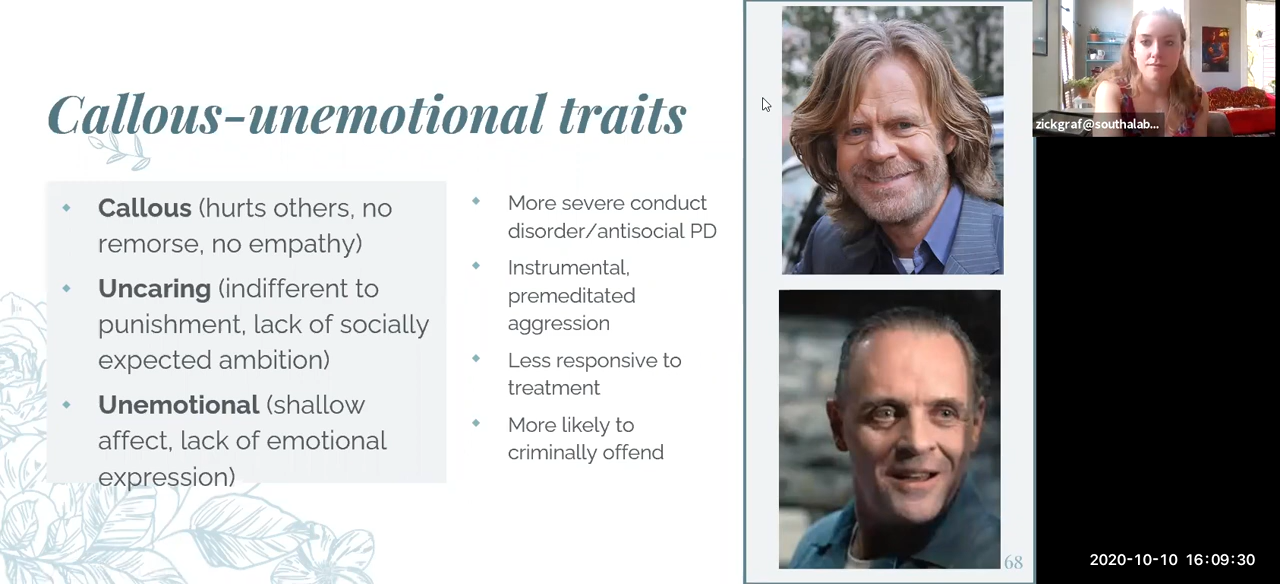 Callous-unemotional traits
Callous (hurts others, no
remorse, no empathy)
Uncaring (indifferent to
punishment, lack of socially
expected ambition)
Unemotional (shallow
affect, lack of emotional
expression)
More severe conduct
disorder/antisocial PD
Instrumental,
premeditated
aggression
Less responsive to
treatment
More likely to
criminally offend
68
zickgraf@southalab...
2020-10-10 16:09:30